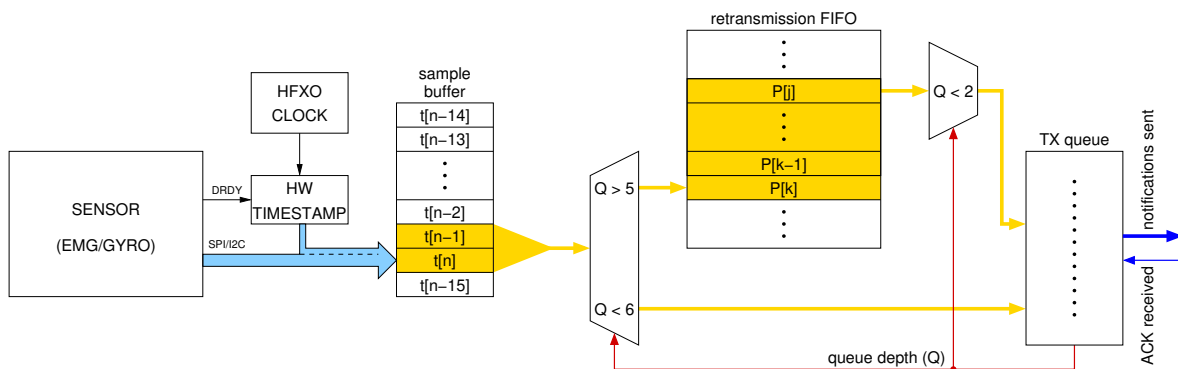 retransmission FIFO
sample
buffer
HFXO
CLOCK
t[n−14]
t[n−13]
P[j]
Q < 2
TX queue
SENSOR
(EMG/GYRO)
DRDY
HW
TIMESTAMP
SPI/I2C
t[n−2]
t[n−1]
t[n]
t[n−15]
Q > 5
Q < 6
P[k−1]
P[k]
notifications sent
ACK received
queue depth (Q)